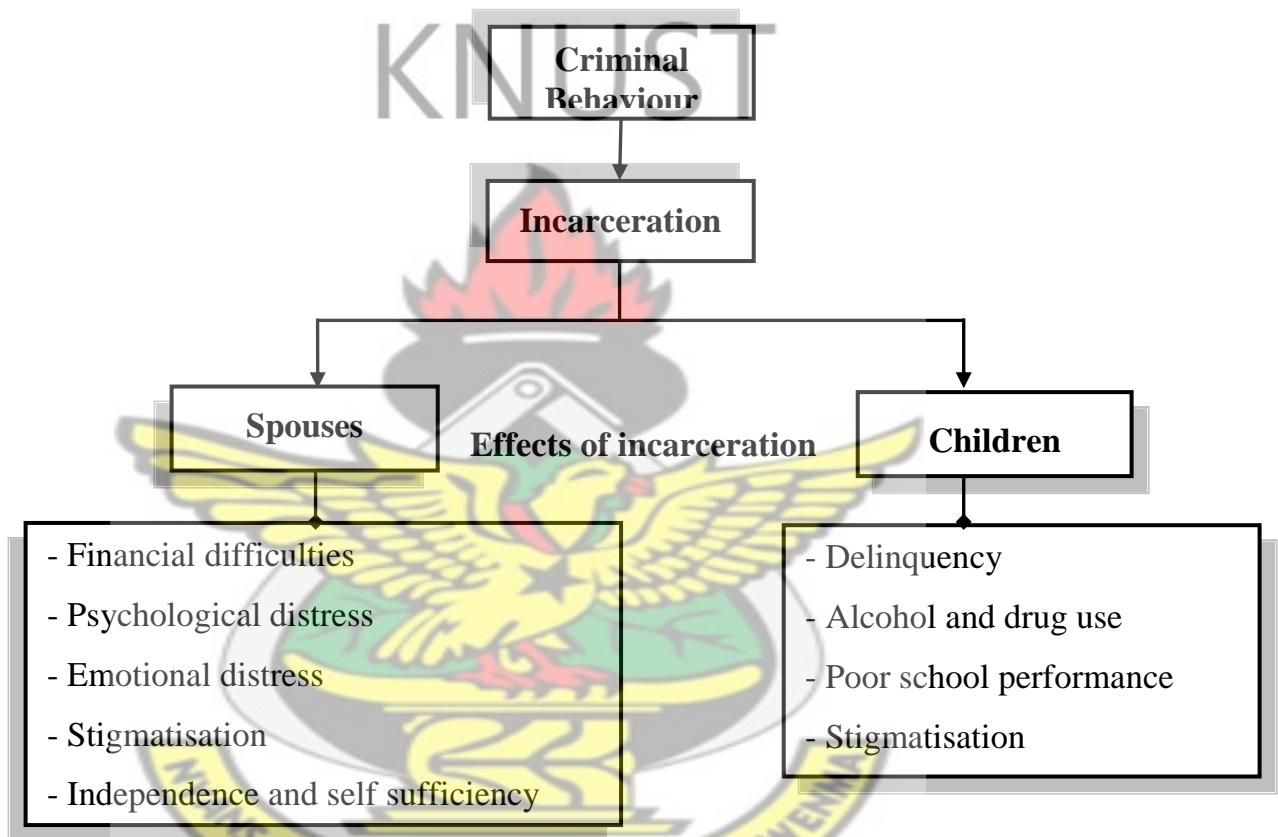 KNUST
Criminal
Behaviour
Incarceration
Spouses
Effects of incarceration
Children
- Financial difficulties
- Psychological distress
- Emotional distress
- Stigmatisation
- Independence and self sufficiency
- Delinquency
- Alcohol and drug use
- Poor school performance
- Stigmatisation